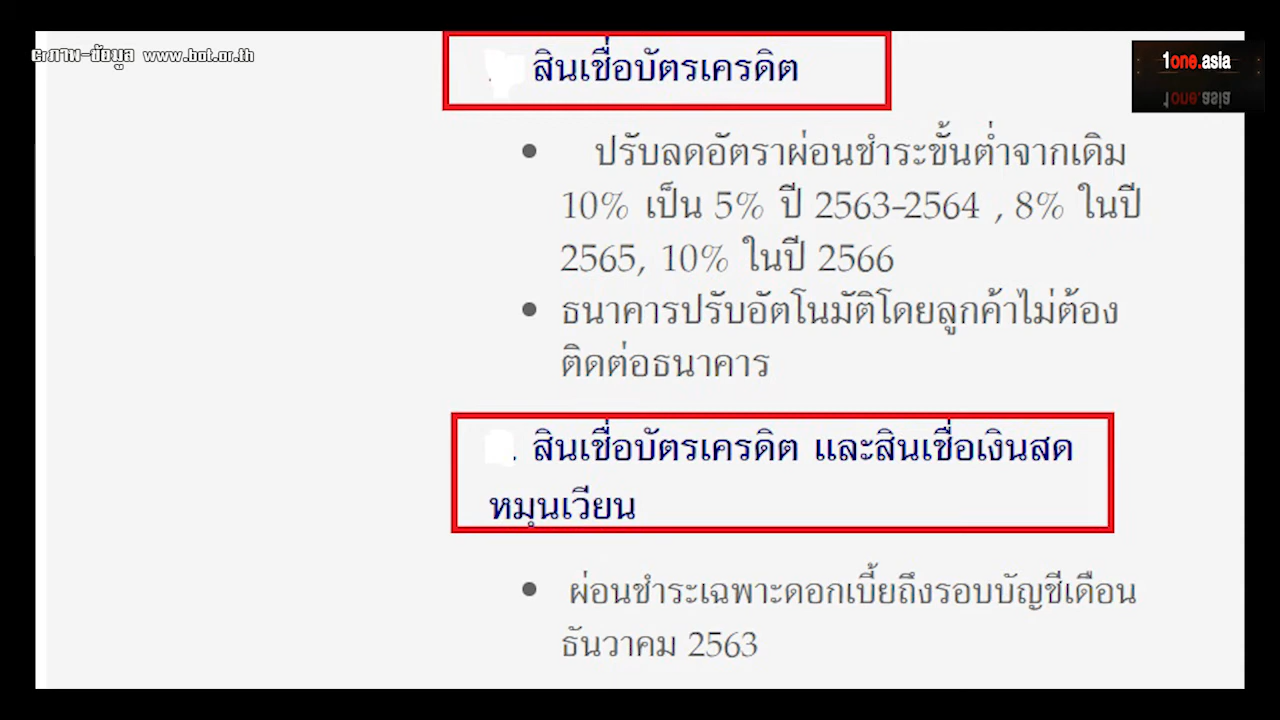 ภาพ-ข้อมูล www.bot.or.th
1one.asia
สินเชื่อบัตรเครดิต
• ปรับลดอัตราผ่อนชำระขั้นต่ำจากเดิม
10% เป็น 5% ปี 2563-2564 , 8% ในปี
2565, 10% ในปี 2566
• ธนาคารปรับอัตโนมัติโดยลูกค้าไม่ต้อง
ติดต่อธนาคาร
. สินเชื่อบัตรเครดิต และสินเชื่อเงินสด
หมุนเวียน
• ผ่อนชำระเฉพาะดอกเบี้ยถึงรอบบัญชีเดือน
ธันวาคม 2563